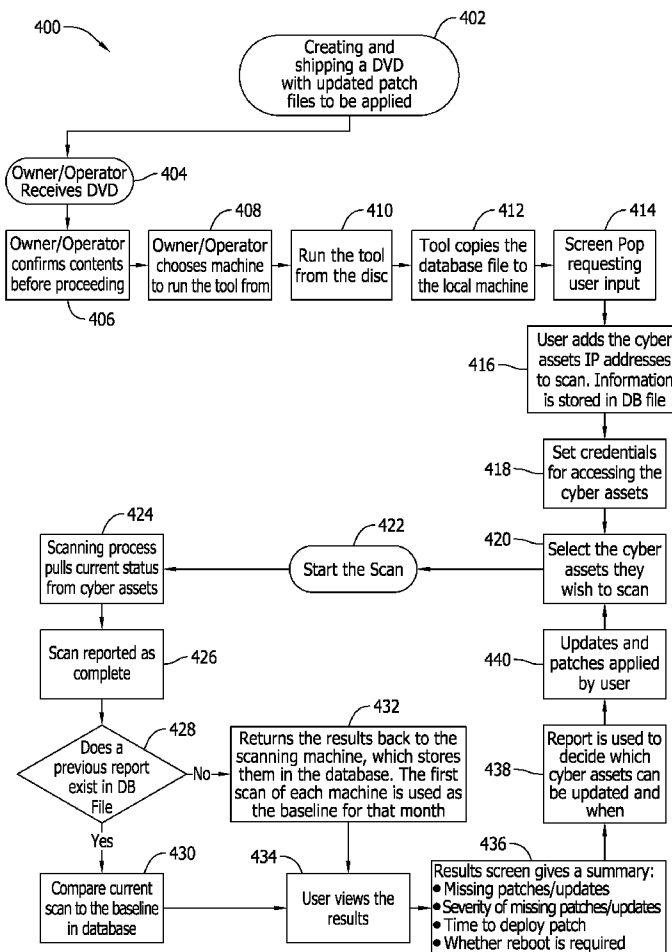 400
402
Creating and
shipping a DVD
with updated patch
files to be applied
Owner/Operator
Receives DVD
404
Owner/Operator
confirms contents
before proceeding
406
408
Owner/Operator
chooses machine
to run the tool from
410
Run the tool
from the disc
412
Tool copies the
database file to
the local machine
414
Screen Pop
requesting
user input
416
User adds the cyber
assets IP addresses
to scan. Information
is stored in DB file
418
Set credentials
for accessing the
cyber assets
420
Select the cyber
assets they
wish to scan
422
Start the Scan
424
Scanning process
pulls current status
from cyber assets
426
Scan reported as
complete
428
Does a
previous report
exist in DB
File
No
Yes
432
Returns the results back to the
scanning machine, which stores
them in the database. The first
scan of each machine is used as
the baseline for that month
430
Compare current
scan to the baseline
in database
434
User views the
results
436
Results screen gives a summary:
• Missing patches/updates
• Severity of missing patches/updates
• Time to deploy patch
• Whether reboot is required
438
Report is used to
decide which
cyber assets can
be updated and
when
440
Updates and
patches applied
by user